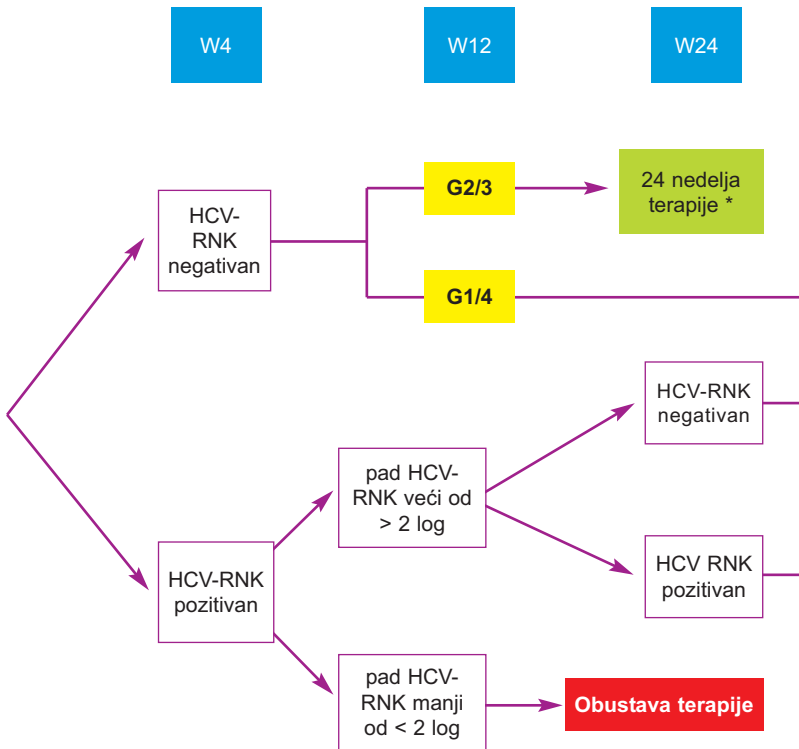 W4
W12
W24
HCV-
RNK
negativan
G2/3
24 nedelja
terapije *
G1/4
HCV-RNK
negativan
pad HCV-
RNK veći od
> 2 log
HCV-RNK
pozitivan
HCV RNK
pozitivan
pad HCV-
RNK manji
od < 2 log
Obustava terapije